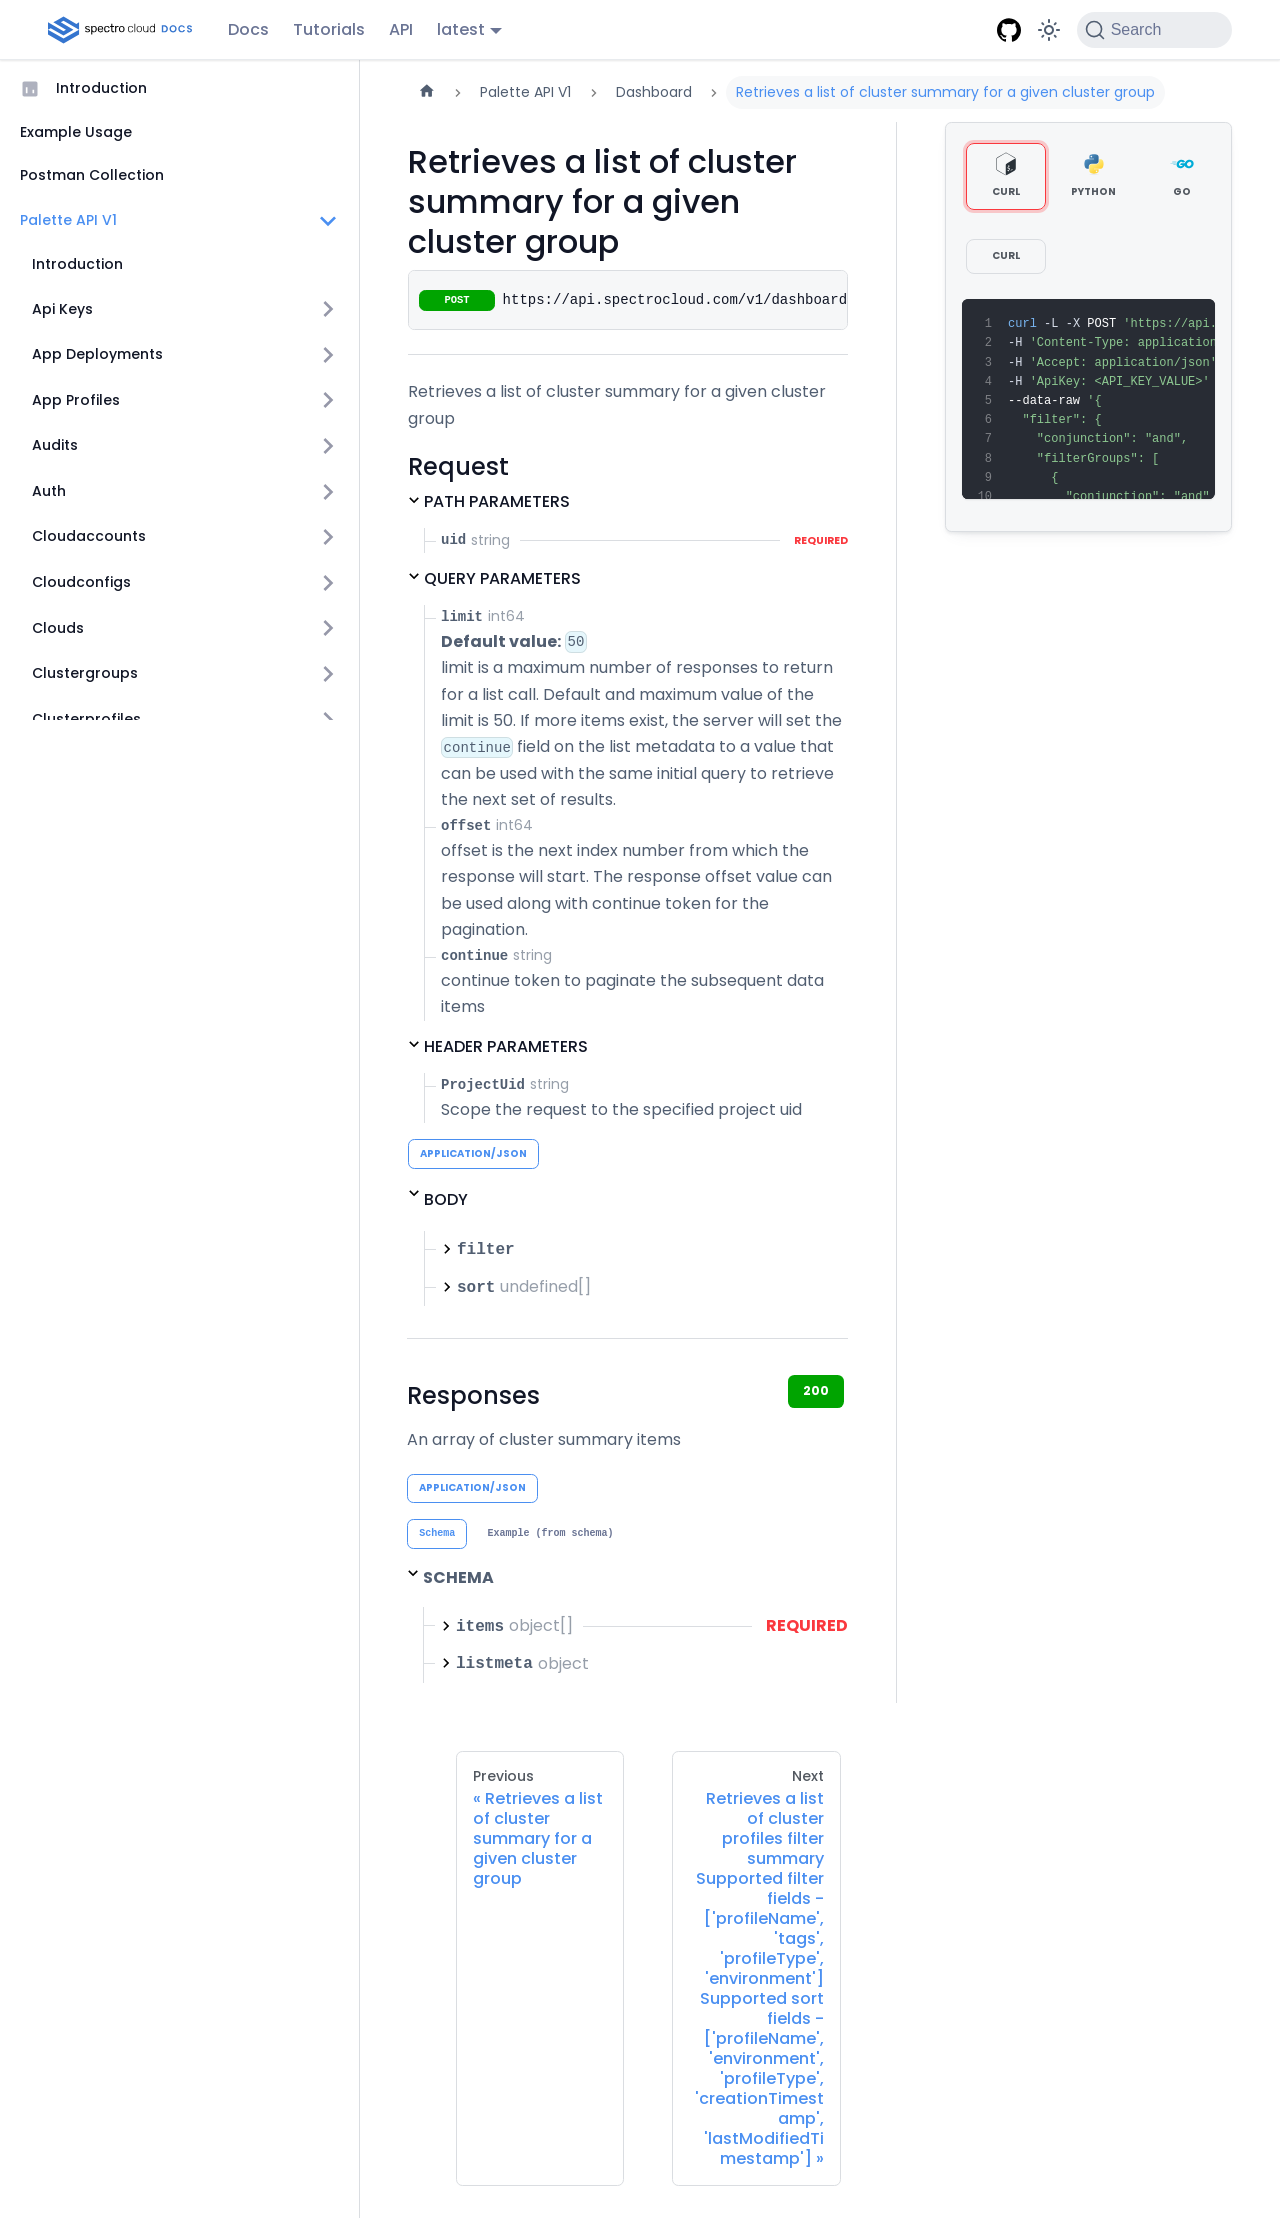 spectro cloud DOCS
Docs
Tutorials
API
latest
Search
Introduction
Example Usage
Postman Collection
Palette API V1
Introduction
Api Keys
App Deployments
App Profiles
Audits
Auth
Cloudaccounts
Cloudconfigs
Clouds
Clustergroups
Clusterprofiles
Palette API V1
Dashboard
Retrieves a list of cluster summary for a given cluster group
Retrieves a list of cluster
summary for a given
cluster group
POST https://api.spectrocloud.com/v1/dashboard
Retrieves a list of cluster summary for a given cluster
group
Request
PATH PARAMETERS
uid string REQUIRED
QUERY PARAMETERS
limit int64
Default value: 50
limit is a maximum number of responses to return
for a list call. Default and maximum value of the
limit is 50. If more items exist, the server will set the
continue field on the list metadata to a value that
can be used with the same initial query to retrieve
the next set of results.
offset int64
offset is the next index number from which the
response will start. The response offset value can
be used along with continue token for the
pagination.
continue string
continue token to paginate the subsequent data
items
HEADER PARAMETERS
ProjectUid string
Scope the request to the specified project uid
APPLICATION/JSON
BODY
filter
sort undefined[]
Responses
200
An array of cluster summary items
APPLICATION/JSON
Schema
Example (from schema)
SCHEMA
items object[] REQUIRED
listmeta object
CURL
PYTHON
GO
CURL
1 curl -L -X POST 'https://api.
2 -H 'Content-Type: application
3 -H 'Accept: application/json'
4 -H 'ApiKey: <API_KEY_VALUE>'
5 --data-raw '{
6 "filter": {
7 "conjunction": "and",
8 "filterGroups": [
9 {
10 "conjunction": "and"
Previous
« Retrieves a list
of cluster
summary for a
given cluster
group
Next
Retrieves a list
of cluster
profiles filter
summary
Supported filter
fields -
['profileName',
'tags',
'profileType',
'environment']
Supported sort
fields -
['profileName',
'environment',
'profileType',
'creationTimest
amp',
'lastModifiedTi
mestamp'] »